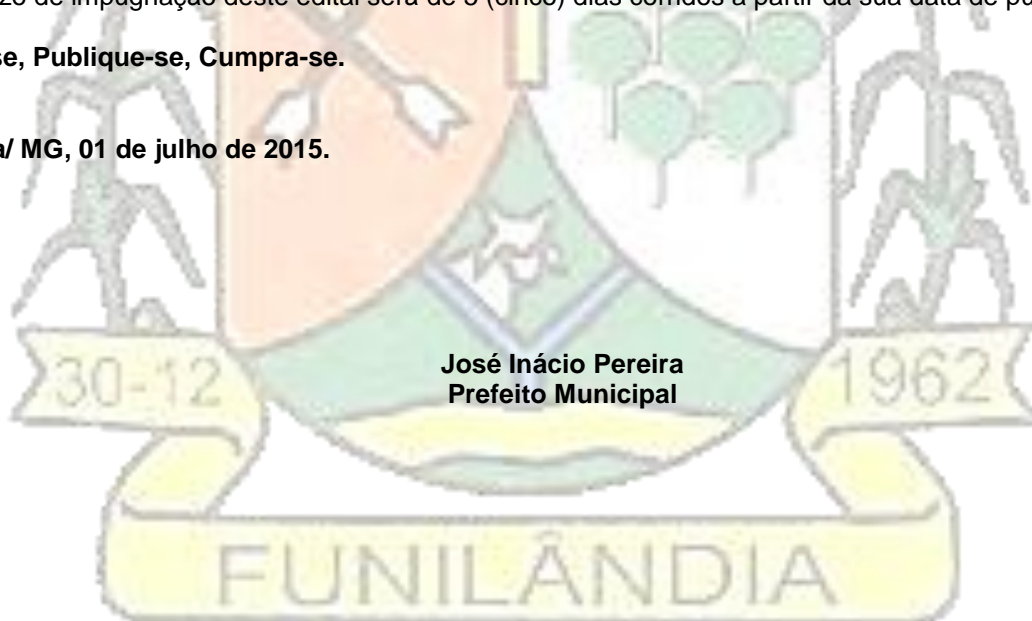 zo de impugnação deste edital será de 5 (cinco) dias corridos a partir da sua data de pu
se, Publique-se, Cumpra-se.
a/ MG, 01 de julho de 2015.
José Inácio Pereira
Prefeito Municipal
30-12
1962
FUNILÂNDIA